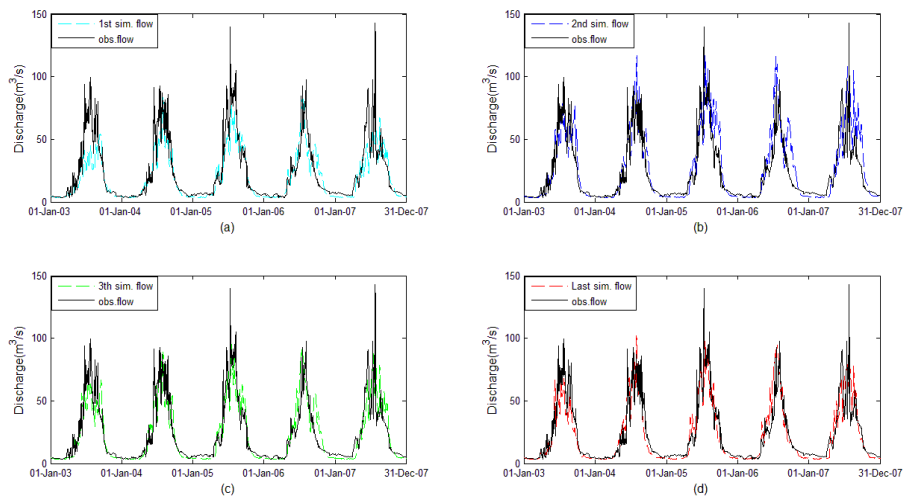 150
100
50
0
Discharge(m³/s)
1st sim. flow
obs.flow
01-Jan-03 01-Jan-04 01-Jan-05 01-Jan-06 01-Jan-07 31-Dec-07
(a)
150
100
50
0
Discharge(m³/s)
2nd sim. flow
obs.flow
01-Jan-03 01-Jan-04 01-Jan-05 01-Jan-06 01-Jan-07 31-Dec-07
(b)
150
100
50
0
Discharge(m³/s)
3th sim. flow
obs.flow
01-Jan-03 01-Jan-04 01-Jan-05 01-Jan-06 01-Jan-07 31-Dec-07
(c)
150
100
50
0
Discharge(m³/s)
Last sim. flow
obs.flow
01-Jan-03 01-Jan-04 01-Jan-05 01-Jan-06 01-Jan-07 31-Dec-07
(d)